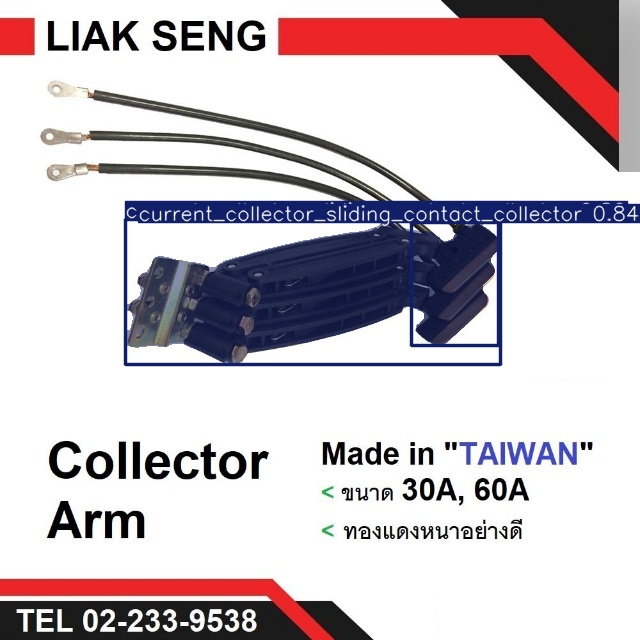 LIAK SENG
current_collector_sliding_contact_collector 0.84
Collector
Arm
Made in "TAIWAN"
< ขนาด 30A, 60A
< ทองแดงหนาอย่างดี
TEL 02-233-9538